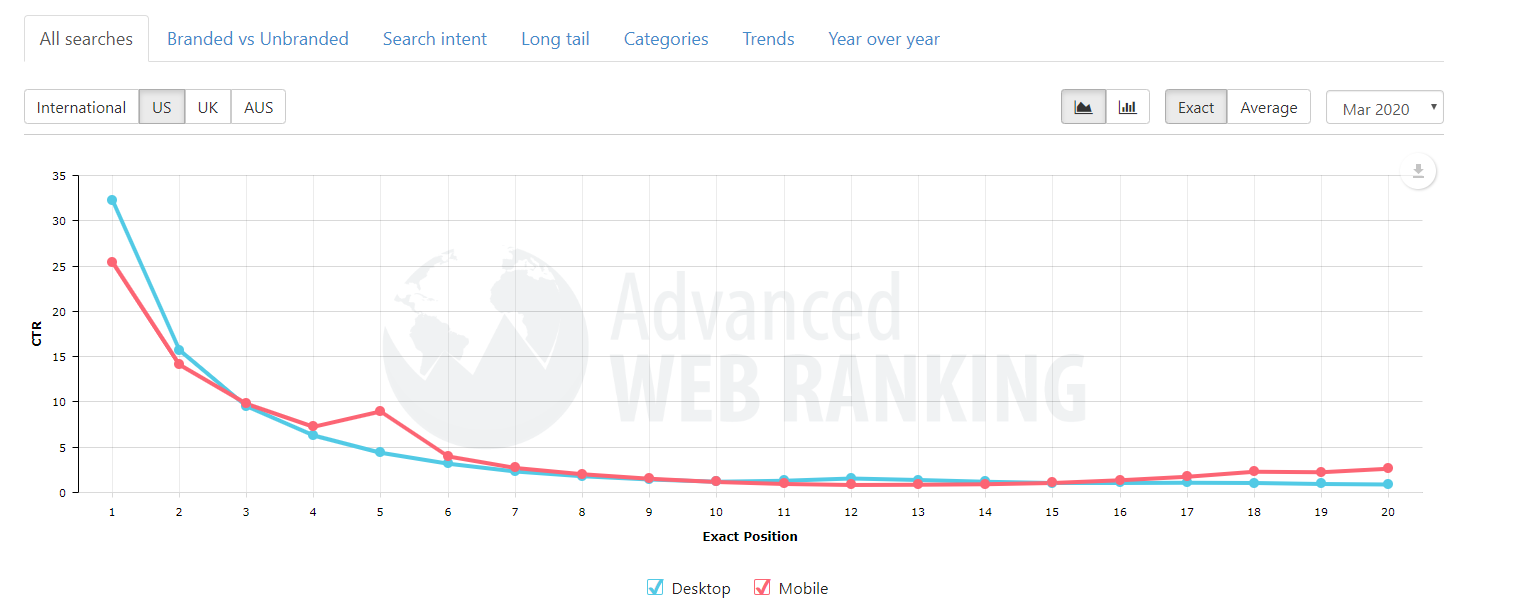 All searches Branded vs Unbranded Search intent Long tail Categories Trends Year over year
International US UK AUS Exact Average Mar 2020
35
30
25
20
15
10
5
0
CTR
Advanced
WEB RANKING
1 2 3 4 5 6 7 8 9 10 11 12 13 14 15 16 17 18 19 20
Exact Position
Desktop Mobile